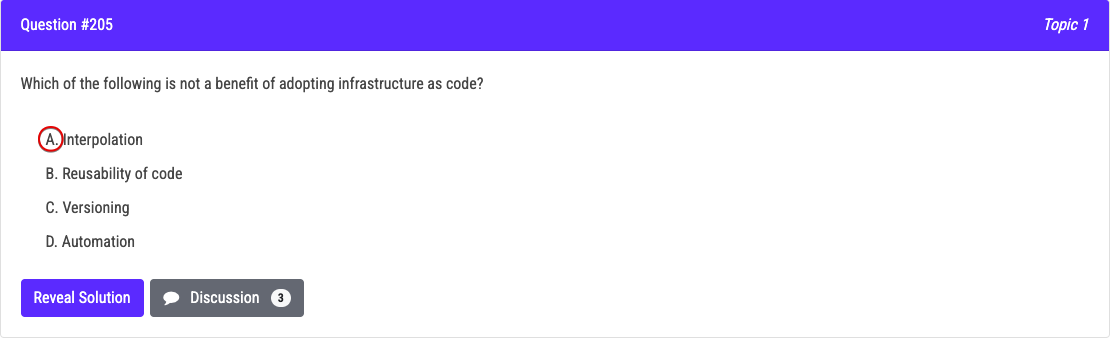 Question #205
Topic 1
Which of the following is not a benefit of adopting infrastructure as code?
A. Interpolation
B. Reusability of code
C. Versioning
D. Automation
Reveal Solution
Discussion 3